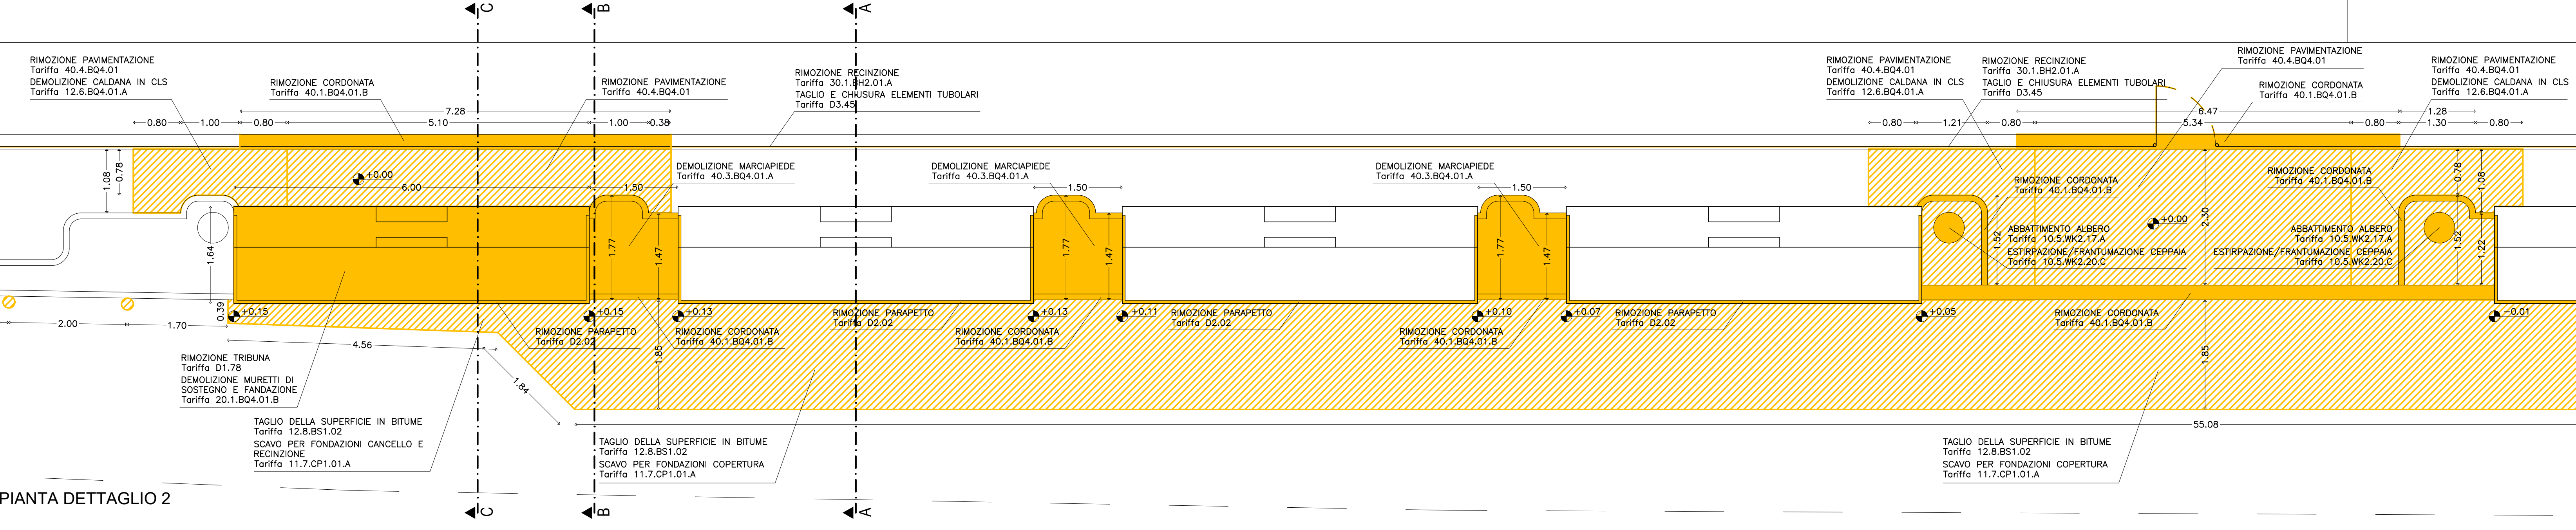 C
B
A
RIMOZIONE PAVIMENTAZIONE
Tariffa 40.4.BQ4.01
DEMOLIZIONE CALDANA IN CLS
Tariffa 12.6.BQ4.01.A
RIMOZIONE CORDONATA
Tariffa 40.1.BQ4.01.B
RIMOZIONE PAVIMENTAZIONE
Tariffa 40.4.BQ4.01
RIMOZIONE RECINZIONE
Tariffa 30.1.BH2.01.A
TAGLIO E CHIUSURA ELEMENTI TUBOLARI
Tariffa D3.45
RIMOZIONE PAVIMENTAZIONE
Tariffa 40.4.BQ4.01
DEMOLIZIONE CALDANA IN CLS
Tariffa 12.6.BQ4.01.A
RIMOZIONE RECINZIONE
Tariffa 30.1.BH2.01.A
TAGLIO E CHIUSURA ELEMENTI TUBOLARI
Tariffa D3.45
RIMOZIONE PAVIMENTAZIONE
Tariffa 40.4.BQ4.01
RIMOZIONE CORDONATA
Tariffa 40.1.BQ4.01.B
RIMOZIONE PAVIMENTAZIONE
Tariffa 40.4.BQ4.01
DEMOLIZIONE CALDANA IN CLS
Tariffa 12.6.BQ4.01.A
7.28
6.47
1.28
0.80
1.00
0.80
5.10
1.00
0.38
0.80
1.21
0.80
5.34
0.80
1.30
0.80
1.08
0.78
+0.00
6.00
1.50
DEMOLIZIONE MARCIAPIEDE
Tariffa 40.3.BQ4.01.A
DEMOLIZIONE MARCIAPIEDE
Tariffa 40.3.BQ4.01.A
1.50
DEMOLIZIONE MARCIAPIEDE
Tariffa 40.3.BQ4.01.A
1.50
RIMOZIONE CORDONATA
Tariffa 40.1.BQ4.01.B
RIMOZIONE CORDONATA
Tariffa 40.1.BQ4.01.B
0.78
1.08
+0.00
2.30
1.64
1.77
1.47
1.77
1.47
1.77
1.47
1.52
ABBATTIMENTO ALBERO
Tariffa 10.5.WK2.17.A
ESTIRPAZIONE/FRANTUMAZIONE CEPPAIA
Tariffa 10.5.WK2.20.C
ABBATTIMENTO ALBERO
Tariffa 10.5.WK2.17.A
ESTIRPAZIONE/FRANTUMAZIONE CEPPAIA
Tariffa 10.5.WK2.20.C
1.52
1.22
0.39
+0.15
+0.15
+0.13
+0.13
+0.11
+0.10
+0.07
+0.05
-0.01
2.00
1.70
4.56
1.84
1.85
1.85
RIMOZIONE PARAPETTO
Tariffa D2.02
RIMOZIONE CORDONATA
Tariffa 40.1.BQ4.01.B
RIMOZIONE PARAPETTO
Tariffa D2.02
RIMOZIONE CORDONATA
Tariffa 40.1.BQ4.01.B
RIMOZIONE PARAPETTO
Tariffa D2.02
RIMOZIONE CORDONATA
Tariffa 40.1.BQ4.01.B
RIMOZIONE PARAPETTO
Tariffa D2.02
RIMOZIONE CORDONATA
Tariffa 40.1.BQ4.01.B
RIMOZIONE TRIBUNA
Tariffa D1.78
DEMOLIZIONE MURETTI DI
SOSTEGNO E FANDAZIONE
Tariffa 20.1.BQ4.01.B
TAGLIO DELLA SUPERFICIE IN BITUME
Tariffa 12.8.BS1.02
SCAVO PER FONDAZIONI CANCELLO E
RECINZIONE
Tariffa 11.7.CP1.01.A
TAGLIO DELLA SUPERFICIE IN BITUME
Tariffa 12.8.BS1.02
SCAVO PER FONDAZIONI COPERTURA
Tariffa 11.7.CP1.01.A
55.08
TAGLIO DELLA SUPERFICIE IN BITUME
Tariffa 12.8.BS1.02
SCAVO PER FONDAZIONI COPERTURA
Tariffa 11.7.CP1.01.A
PIANTA DETTAGLIO 2
C
B
A